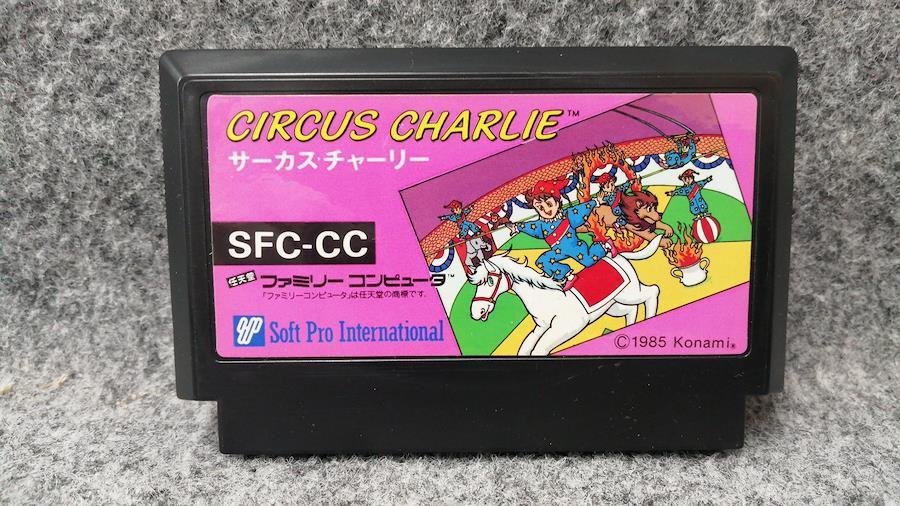 CIRCUS CHARLIE™
サーカス・チャーリー
SFC-CC
任天堂 ファミリーコンピュータ™
「ファミリーコンピュータ」は任天堂の商標です.
Soft Pro International
©1985 Konami®